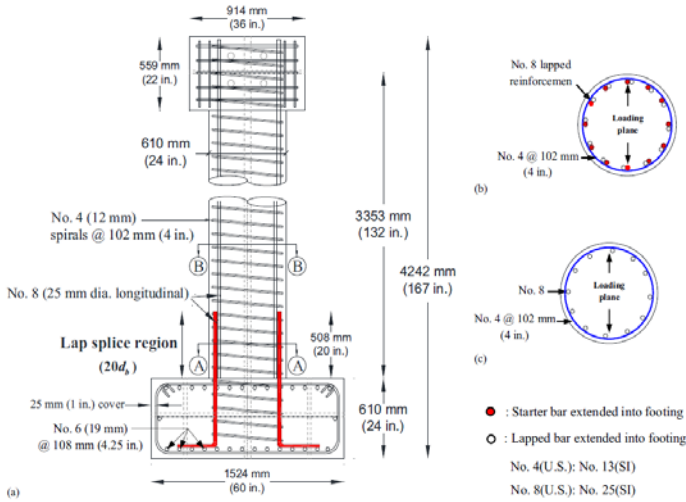 914 mm
(36 in.)
559 mm
(22 in.)
610 mm
(24 in.)
No. 4 (12 mm)
spirals @ 102 mm (4 in.)
B
B
3353 mm
(132 in.)
4242 mm
(167 in.)
No. 8 (25 mm dia. longitudinal)
Lap splice region
(20db)
508 mm
(20 in.)
A
A
25 mm (1 in.) cover
No. 6 (19 mm)
@ 108 mm (4.25 in.)
610 mm
(24 in.)
1524 mm
(60 in.)
(a)
No. 8 lapped
reinforcemen
Loading
plane
No. 4 @ 102 mm
(4 in.)
(b)
No. 8
Loading
plane
No. 4 @ 102 mm
(4 in.)
(c)
: Starter bar extended into footing
: Lapped bar extended into footing
No. 4(U.S.): No. 13(SI)
No. 8(U.S.): No. 25(SI)